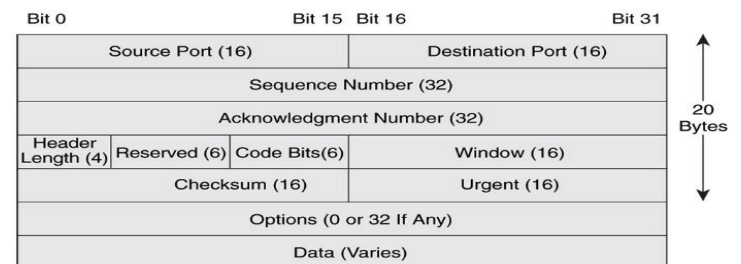 Bit 0 Bit 15 Bit 16 Bit 31
Source Port (16) Destination Port (16)
Sequence Number (32)
Acknowledgment Number (32)
20
Bytes
Header
Length (4) Reserved (6) Code Bits(6) Window (16)
Checksum (16) Urgent (16)
Options (0 or 32 If Any)
Data (Varies)